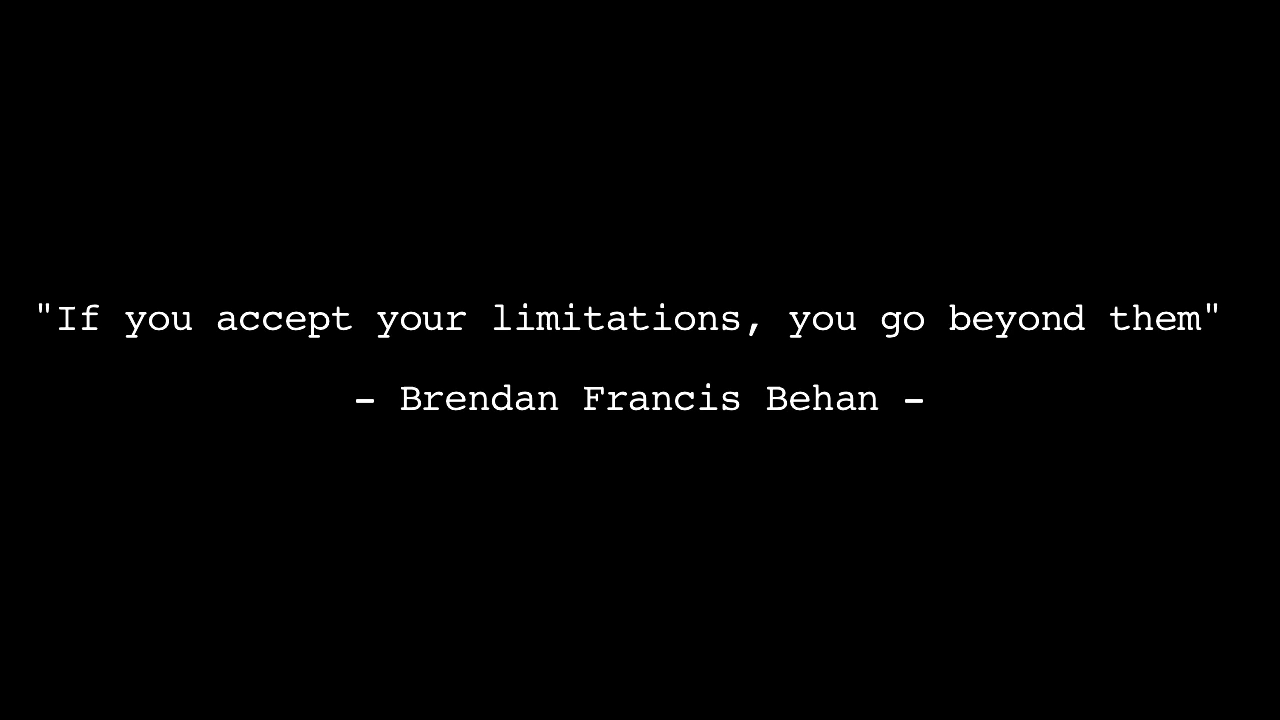 "If you accept your limitations, you go beyond them"
- Brendan Francis Behan -